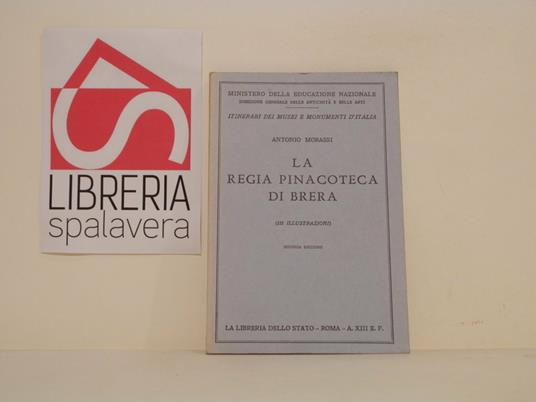 LIBRERIA
spalavera
MINISTERO DELLA EDUCAZIONE NAZIONALE
DIREZIONE GENERALE DELLE ANTICHITÀ E BELLE ARTI
ITINERARI DEI MUSEI E MONUMENTI D'ITALIA
ANTONIO MORASSI
LA
REGIA PINACOTECA
DI BRERA
ILLUSTRAZIONI)
SECONDA EDIZIONE
LA LIBRERIA DELLO STATO - ROMA - A. XIII E. F.